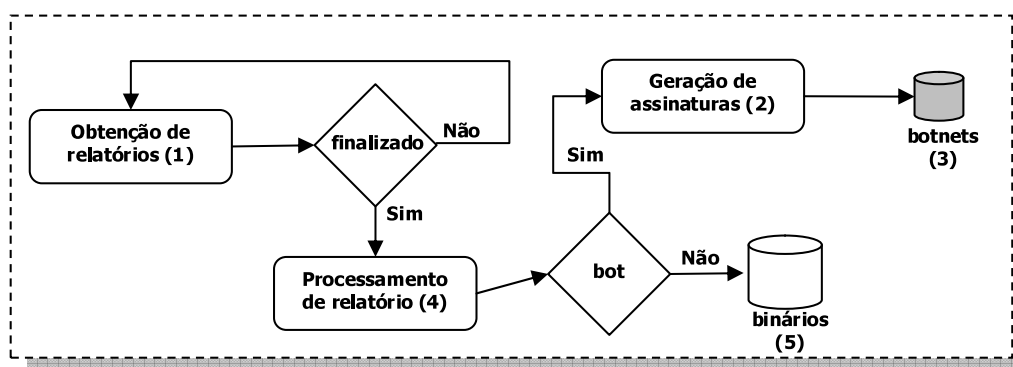 Obtenção de
relatórios (1)
finalizado
Não
Sim
Processamento
de relatório (4)
bot
Sim
Geração de
assinaturas (2)
botnets
(3)
Não
binários
(5)